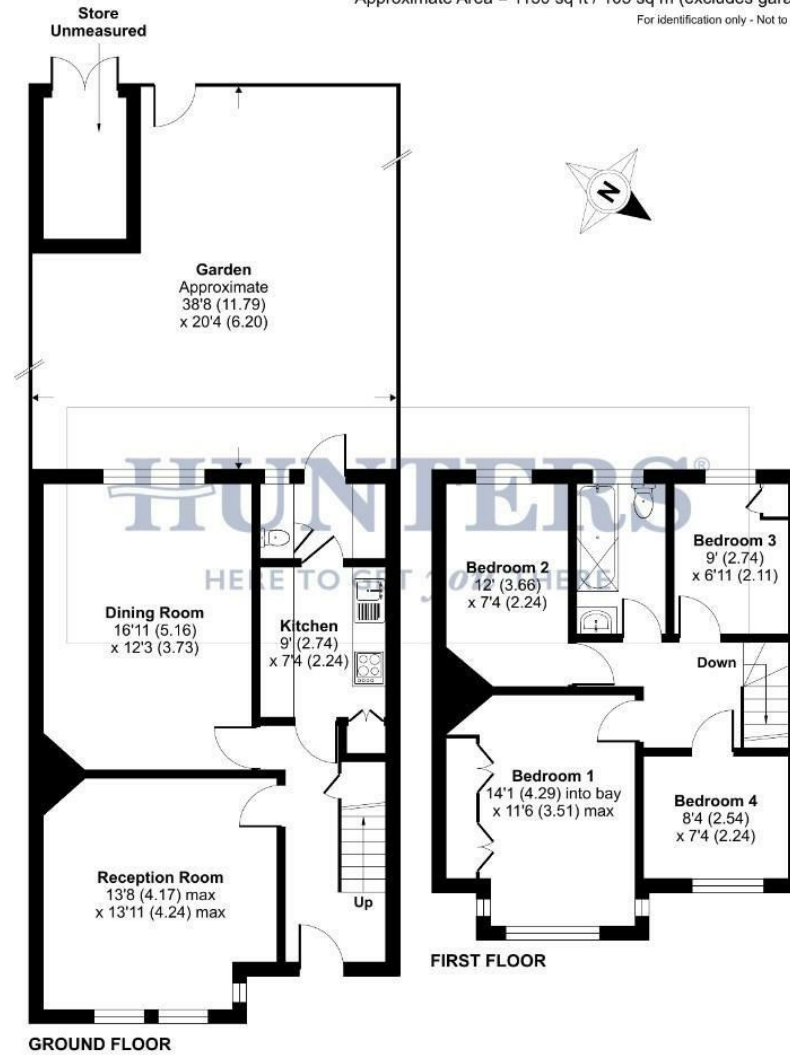 Approximate Area = 1130 sq ft / 105 sq m (excludes gara
For identification only - Not to
Store
Unmeasured
N
Garden
Approximate
38'8 (11.79)
x 20'4 (6.20)
HUNTERS®
HERE TO GET you THERE
Dining Room
16'11 (5.16)
x 12'3 (3.73)
Kitchen
9' (2.74)
x 7'4 (2.24)
Reception Room
13'8 (4.17) max
x 13'11 (4.24) max
Up
GROUND FLOOR
Bedroom 2
12' (3.66)
x 7'4 (2.24)
Bedroom 3
9' (2.74)
x 6'11 (2.11)
Down
Bedroom 1
14'1 (4.29) into bay
x 11'6 (3.51) max
Bedroom 4
8'4 (2.54)
x 7'4 (2.24)
FIRST FLOOR